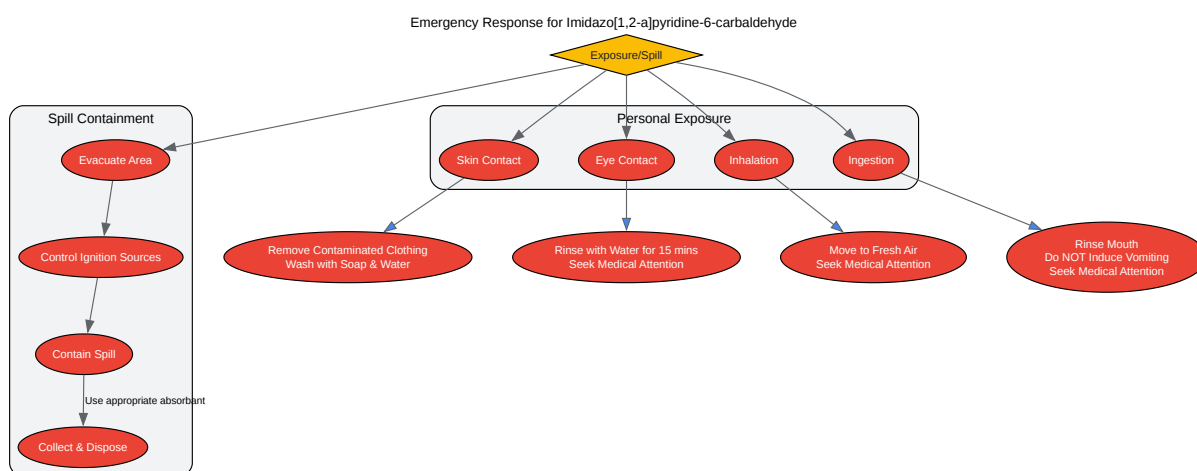 Emergency Response for Imidazo[1,2-a]pyridine-6-carbaldehyde
Exposure/Spill
Spill Containment
Personal Exposure
Evacuate Area
Skin Contact
Eye Contact
Inhalation
Ingestion
Control Ignition Sources
Remove Contaminated Clothing
Wash with Soap & Water
Rinse with Water for 15 mins
Seek Medical Attention
Move to Fresh Air
Seek Medical Attention
Rinse Mouth
Do NOT Induce Vomiting
Seek Medical Attention
Contain Spill
Use appropriate absorbant
Collect & Dispose